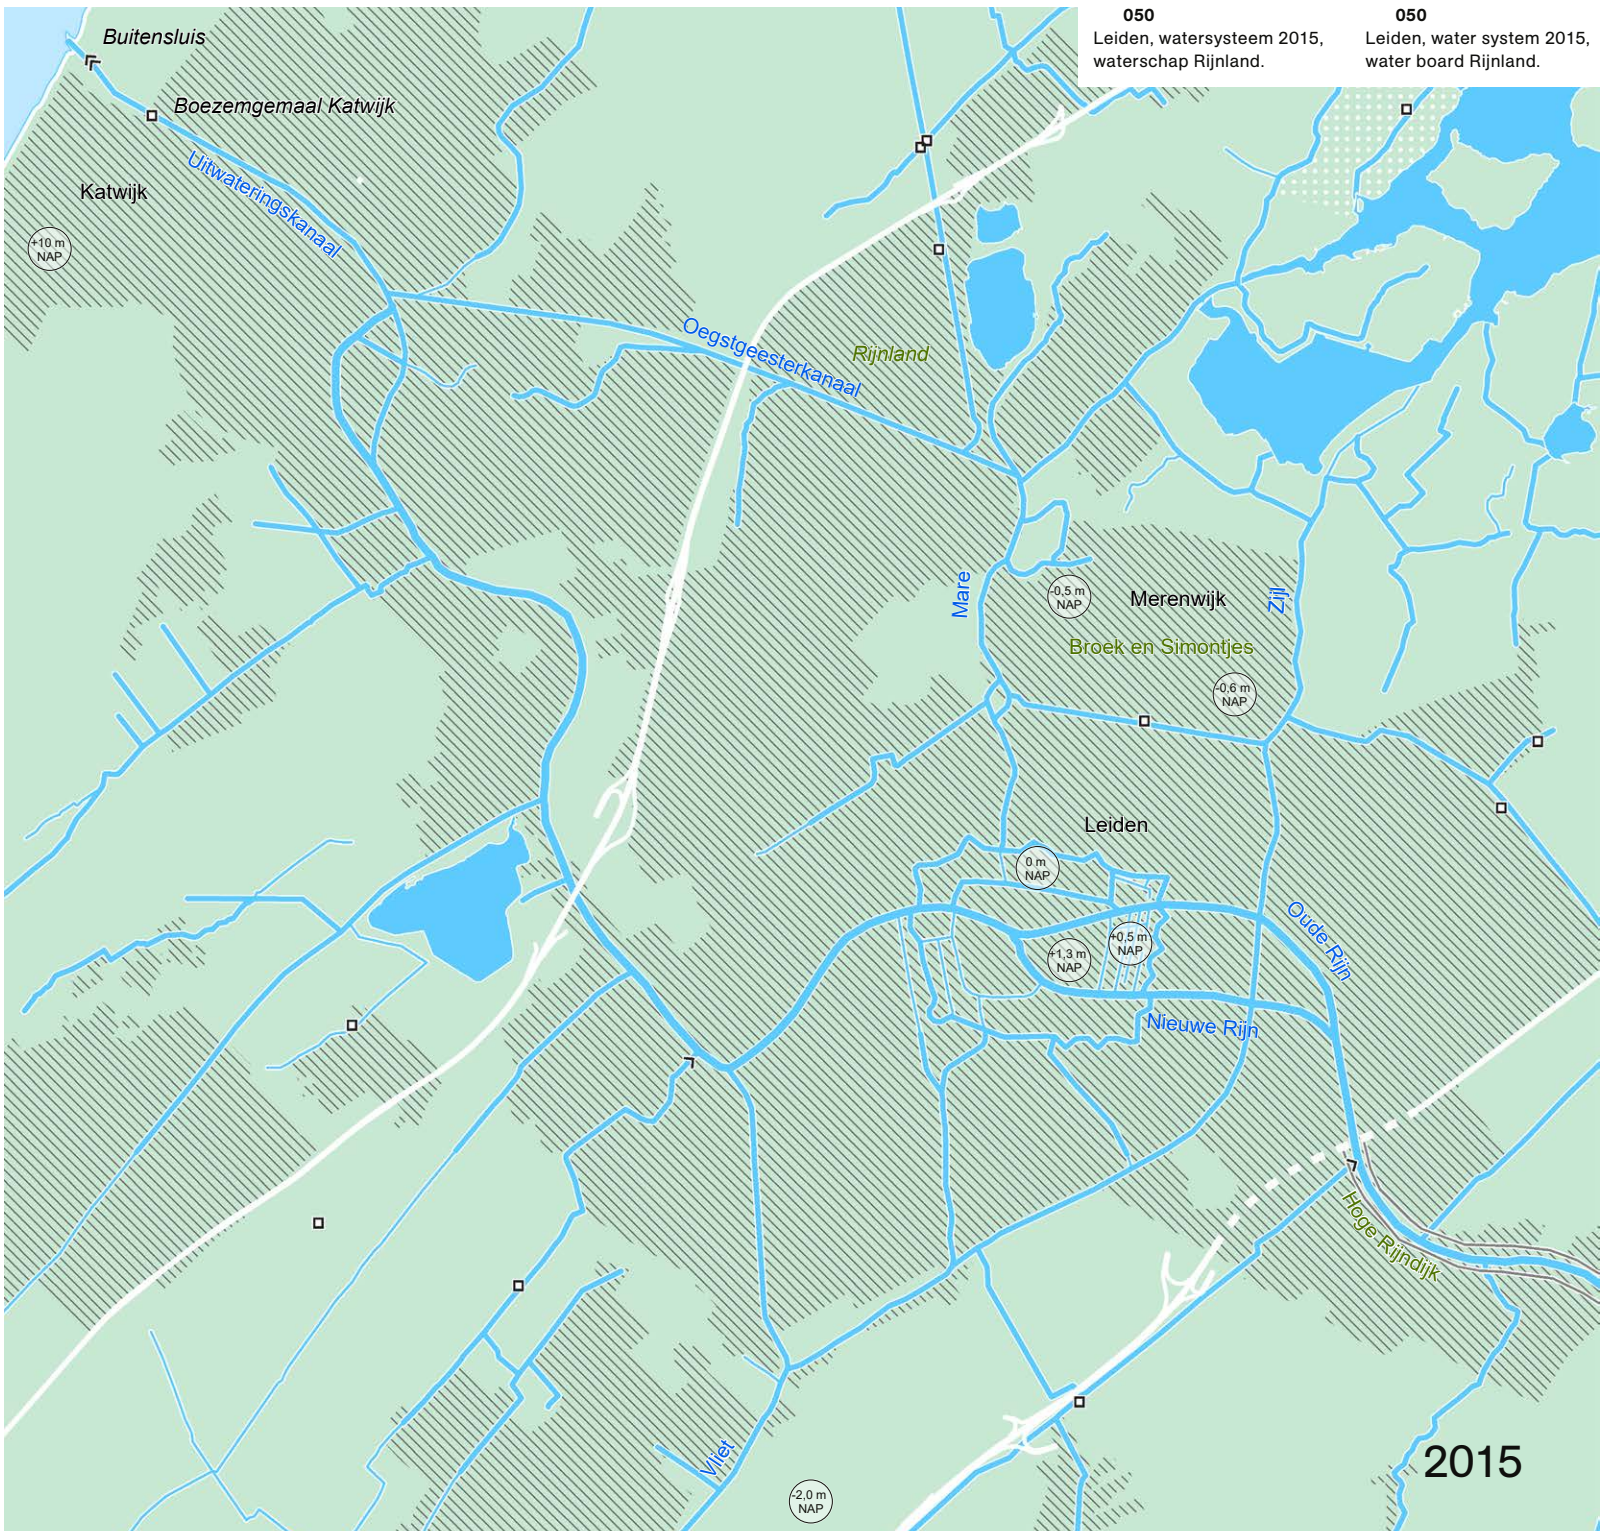 050
Leiden, watersysteem 2015,
waterschap Rijnland.
050
Leiden, water system 2015,
water board Rijnland.
Buitensluis
Boezemgemaal Katwijk
Uitwateringskanaal
Katwijk
+10 m
NAP
Oegstgeesterkanaal
Rijnland
Mare
-0,5 m
NAP
Merenwijk
Zijl
Broek en Simontjes
-0,6 m
NAP
Leiden
0 m
NAP
Oude Rijn
+0,5 m
NAP
+1,3 m
NAP
Nieuwe Rijn
Hoge Rijndijk
Vliet
-2,0 m
NAP
2015